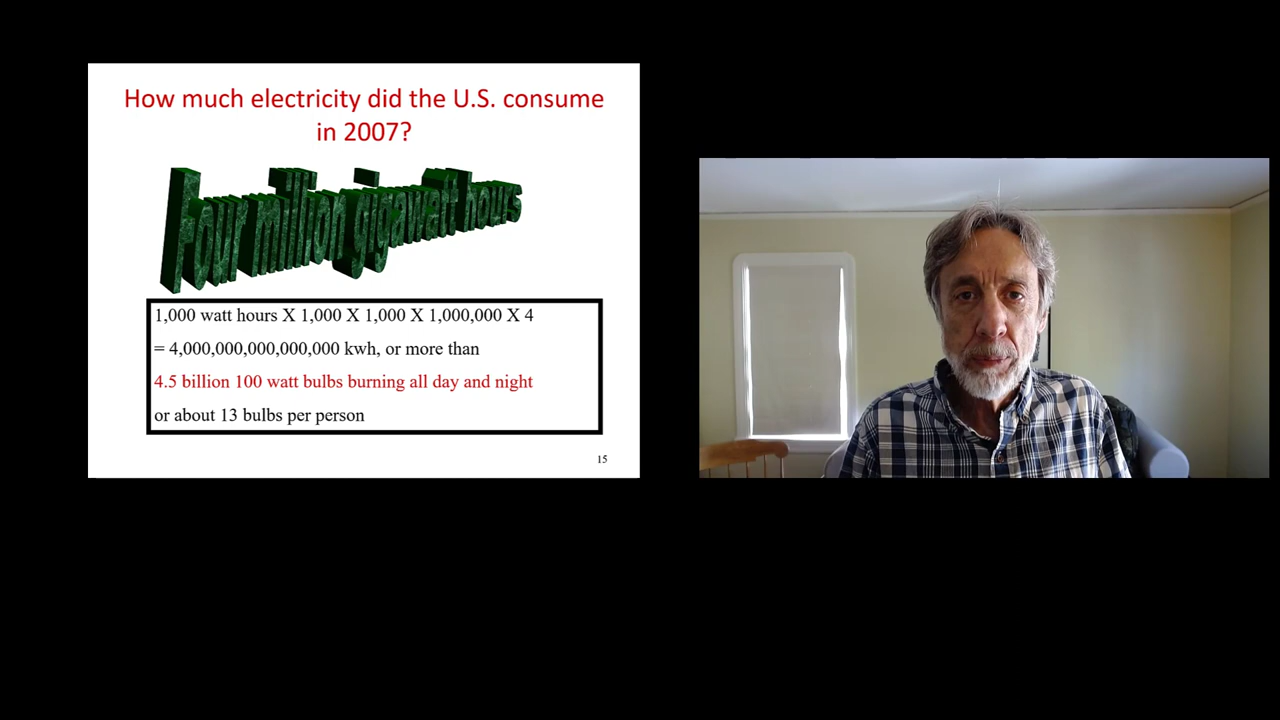 How much electricity did the U.S. consume
in 2007?
Four million gigawatt hours
1,000 watt hours X 1,000 X 1,000 X 1,000,000 X 4
= 4,000,000,000,000,000 kwh, or more than
4.5 billion 100 watt bulbs burning all day and night
or about 13 bulbs per person
15